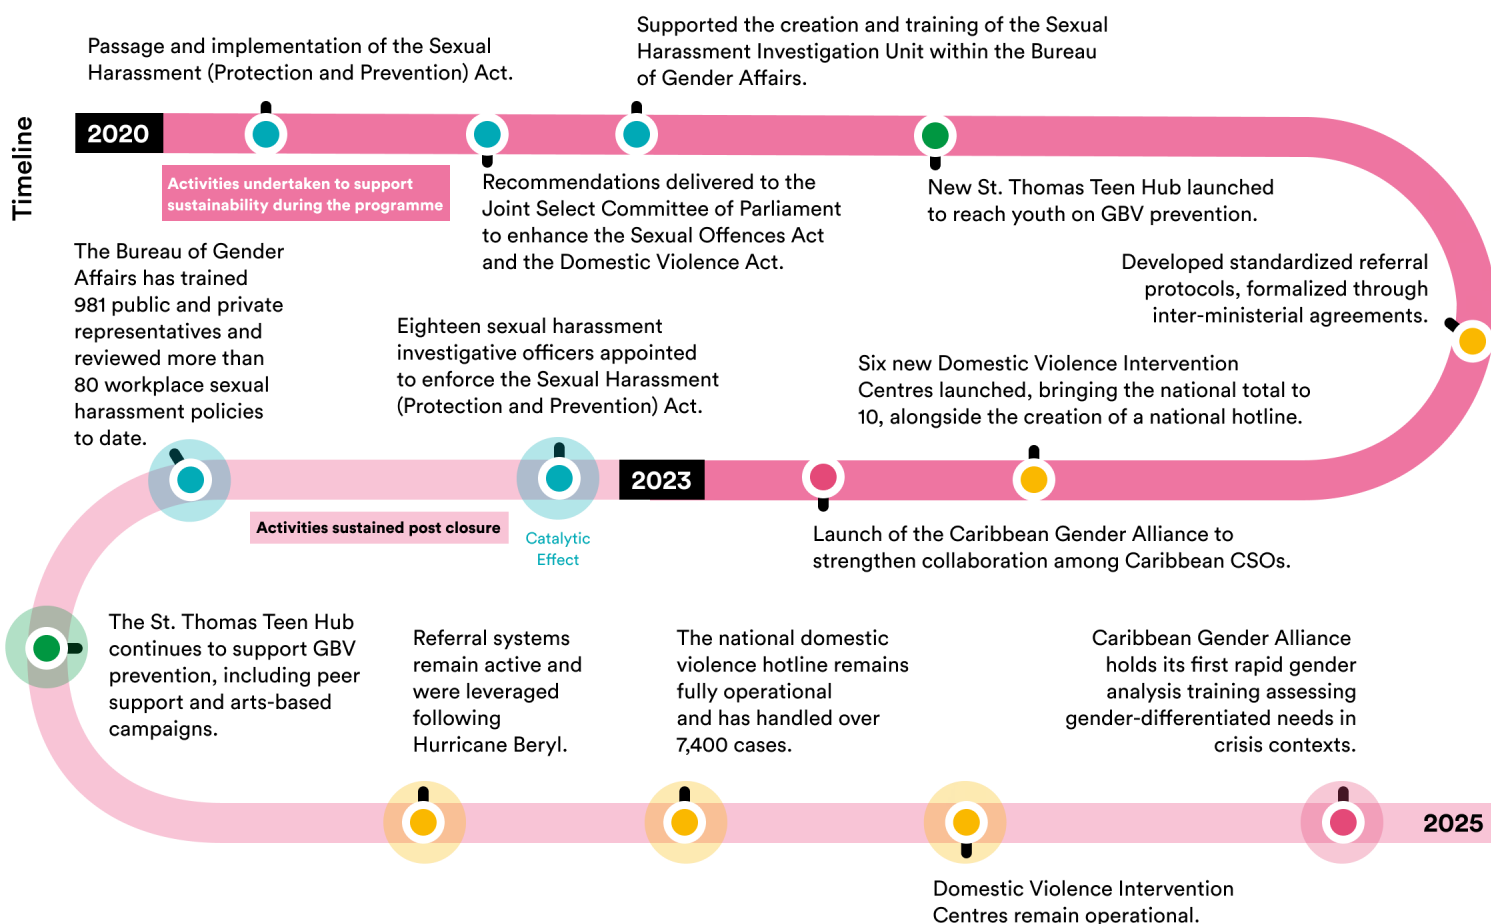 Timeline
Passage and implementation of the Sexual
Harassment (Protection and Prevention) Act.
Supported the creation and training of the Sexual
Harassment Investigation Unit within the Bureau
of Gender Affairs.
2020
Activities undertaken to support
sustainability during the programme
Recommendations delivered to the
Joint Select Committee of Parliament
to enhance the Sexual Offences Act
and the Domestic Violence Act.
New St. Thomas Teen Hub launched
to reach youth on GBV prevention.
Developed standardized referral
protocols, formalized through
inter-ministerial agreements.
Six new Domestic Violence Intervention
Centres launched, bringing the national total to
10, alongside the creation of a national hotline.
Launch of the Caribbean Gender Alliance to
strengthen collaboration among Caribbean CSOs.
2023
Eighteen sexual harassment
investigative officers appointed
to enforce the Sexual Harassment
(Protection and Prevention) Act.
Catalytic
Effect
Activities sustained post closure
The Bureau of Gender
Affairs has trained
981 public and private
representatives and
reviewed more than
80 workplace sexual
harassment policies
to date.
The St. Thomas Teen Hub
continues to support GBV
prevention, including peer
support and arts-based
campaigns.
Referral systems
remain active and
were leveraged
following
Hurricane Beryl.
The national domestic
violence hotline remains
fully operational
and has handled over
7,400 cases.
Domestic Violence Intervention
Centres remain operational.
Caribbean Gender Alliance
holds its first rapid gender
analysis training assessing
gender-differentiated needs in
crisis contexts.
2025